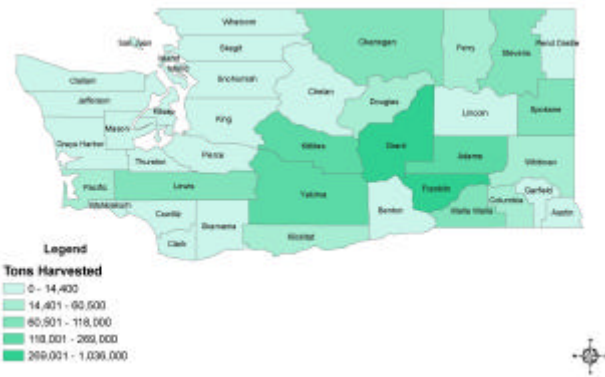 Whatcom
San Juan
Skagit
Okanogan
Ferry
Stevens
Pend Oreille
Island
Snohomish
Clallam
Chelan
Jefferson
Douglas
Kitsap
King
Lincoln
Spokane
Mason
Grays Harbor
Kittitas
Grant
Pierce
Adams
Thurston
Whitman
Pacific
Lewis
Yakima
Franklin
Garfield
Columbia
Wahkiakum
Cowlitz
Benton
Walla Walla
Asotin
Skamania
Klickitat
Clark
Legend
Tons Harvested
0 - 14,400
14,401 - 60,500
60,501 - 118,000
118,001 - 269,000
269,001 - 1,036,000